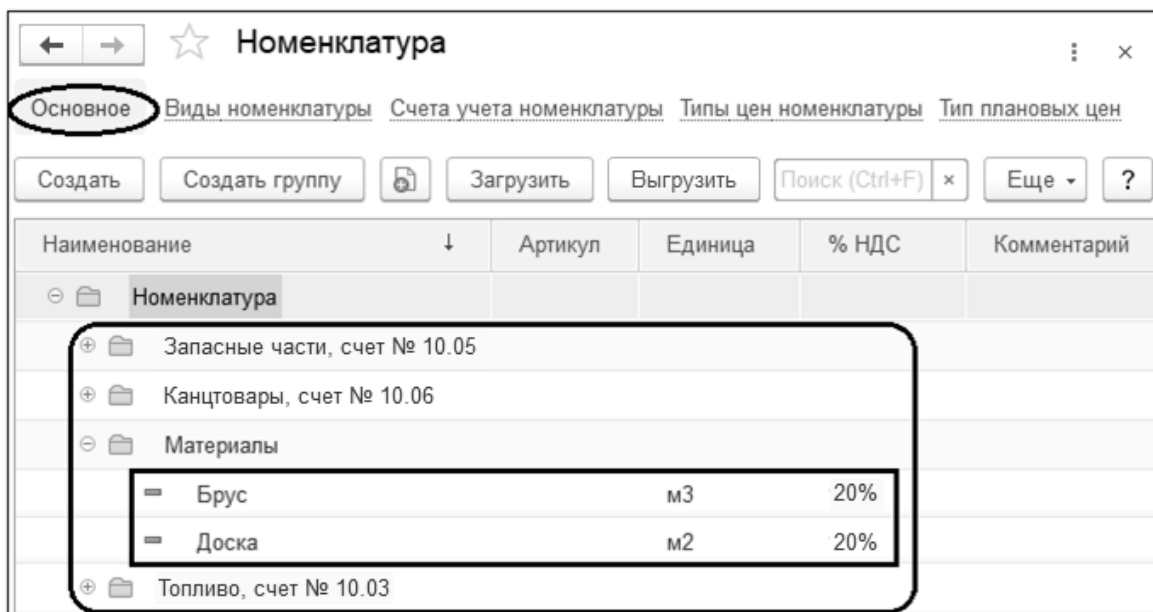 Номенклатура
Основное Виды номенклатуры Счета учета номенклатуры Типы цен номенклатуры Тип плановых цен
Создать Создать группу Загрузить Выгрузить Поиск (Ctrl+F) × Еще ?
Наименование ↓ Артикул Единица % НДС Комментарий
Номенклатура
Запасные части, счет № 10.05
Канцтовары, счет № 10.06
Материалы
Брус м3 20%
Доска м2 20%
Топливо, счет № 10.03